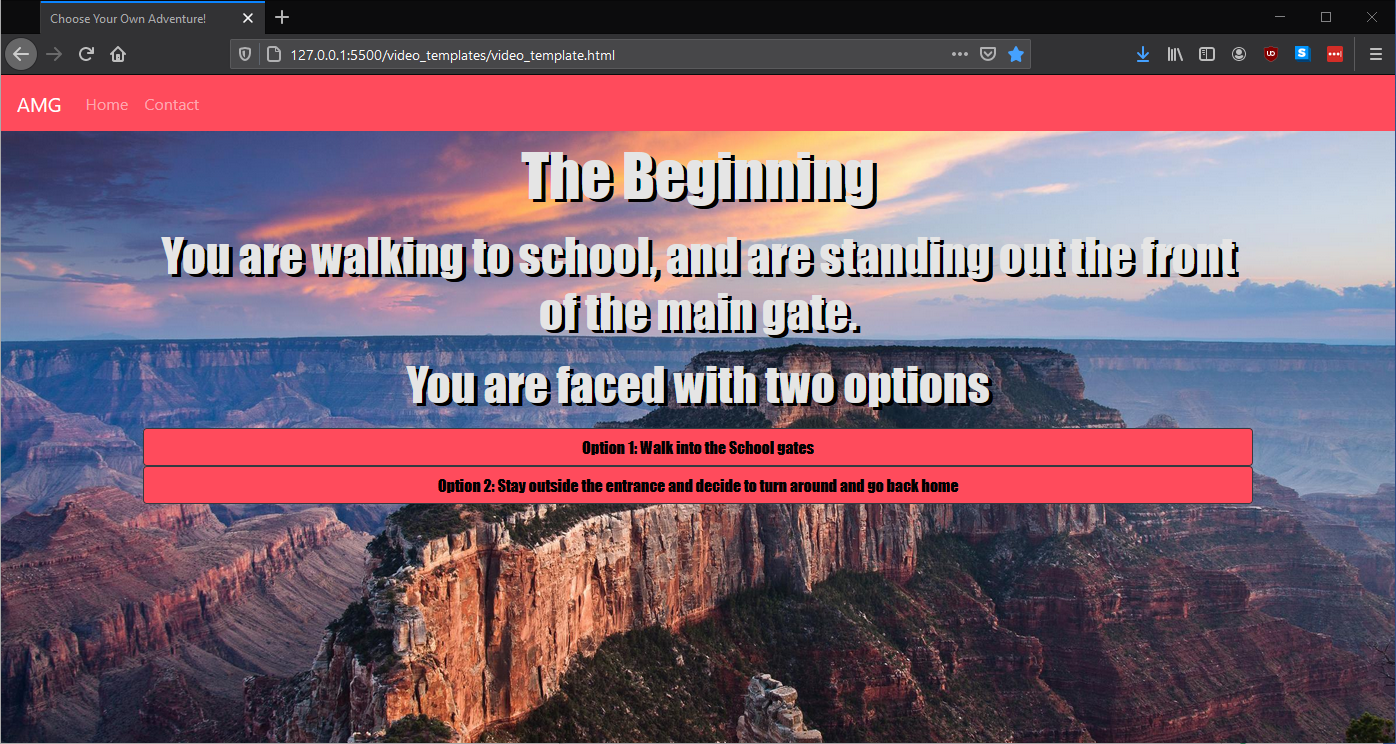 Choose Your Own Adventure!
127.0.0.1:5500/video_templates/video_template.html
AMG Home Contact
The Beginning
You are walking to school, and are standing out the front
of the main gate.
You are faced with two options
Option 1: Walk into the School gates
Option 2: Stay outside the entrance and decide to turn around and go back home